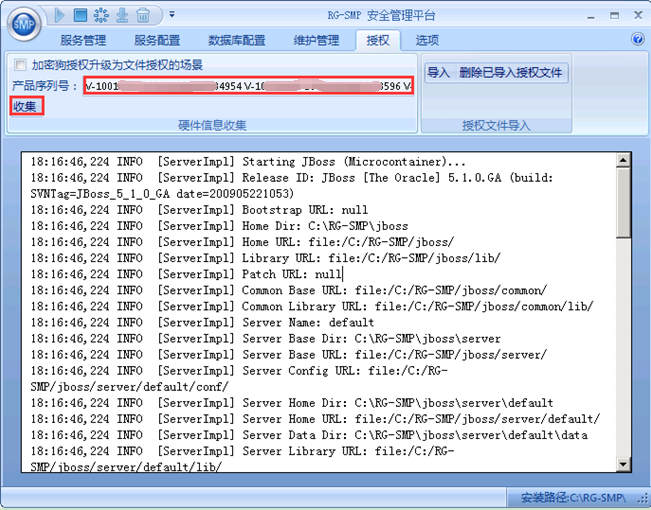 SMP
RG-SMP 安全管理平台
服务管理 服务配置 数据库配置 维护管理 授权 选项
加密狗授权升级为文件授权的场景
产品序列号: V-1001 34954 V-10 3596 V-
收集
导入 删除已导入授权文件
硬件信息收集 授权文件导入
18:16:46,224 INFO [ServerImpl] Starting JBoss (Microcontainer)...
18:16:46,224 INFO [ServerImpl] Release ID: JBoss [The Oracle] 5.1.0.GA (build:
SVNTag=JBoss_5_1_0_GA date=200905221053)
18:16:46,224 INFO [ServerImpl] Bootstrap URL: null
18:16:46,224 INFO [ServerImpl] Home Dir: C:\RG-SMP\jboss
18:16:46,224 INFO [ServerImpl] Home URL: file:/C:/RG-SMP/jboss/
18:16:46,224 INFO [ServerImpl] Library URL: file:/C:/RG-SMP/jboss/lib/
18:16:46,224 INFO [ServerImpl] Patch URL: null
18:16:46,224 INFO [ServerImpl] Common Base URL: file:/C:/RG-SMP/jboss/common/
18:16:46,224 INFO [ServerImpl] Common Library URL: file:/C:/RG-SMP/jboss/common/lib/
18:16:46,224 INFO [ServerImpl] Server Name: default
18:16:46,224 INFO [ServerImpl] Server Base Dir: C:\RG-SMP\jboss\server
18:16:46,224 INFO [ServerImpl] Server Base URL: file:/C:/RG-SMP/jboss/server/
18:16:46,224 INFO [ServerImpl] Server Config URL: file:/C:/RG-
SMP/jboss/server/default/conf/
18:16:46,224 INFO [ServerImpl] Server Home Dir: C:\RG-SMP\jboss\server\default
18:16:46,224 INFO [ServerImpl] Server Home URL: file:/C:/RG-SMP/jboss/server/default/
18:16:46,224 INFO [ServerImpl] Server Data Dir: C:\RG-SMP\jboss\server\default\data
18:16:46,224 INFO [ServerImpl] Server Library URL: file:/C:/RG-
SMP/jboss/server/default/lib/
安装路径:C:\RG-SMP\